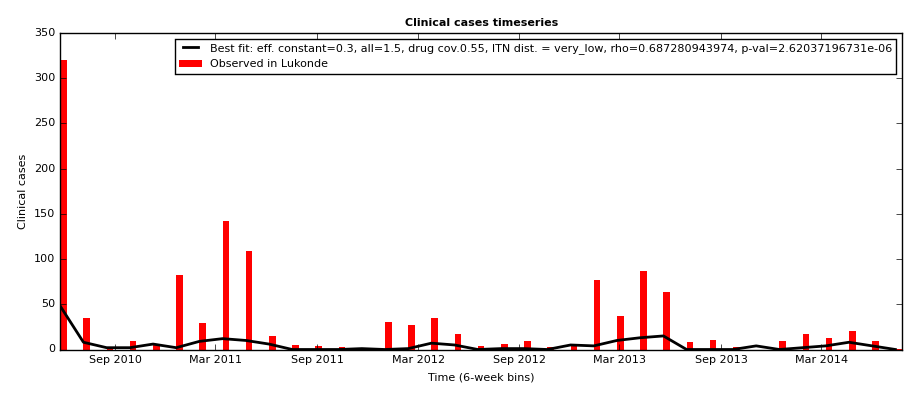 Clinical cases timeseries
350
300
250
200
150
100
50
0
Clinical cases
Best fit: eff. constant=0.3, all=1.5, drug cov.0.55, ITN dist. = very_low, rho=0.687280943974, p-val=2.62037196731e-06
Observed in Lukonde
Sep 2010 Mar 2011 Sep 2011 Mar 2012 Sep 2012 Mar 2013 Sep 2013 Mar 2014
Time (6-week bins)